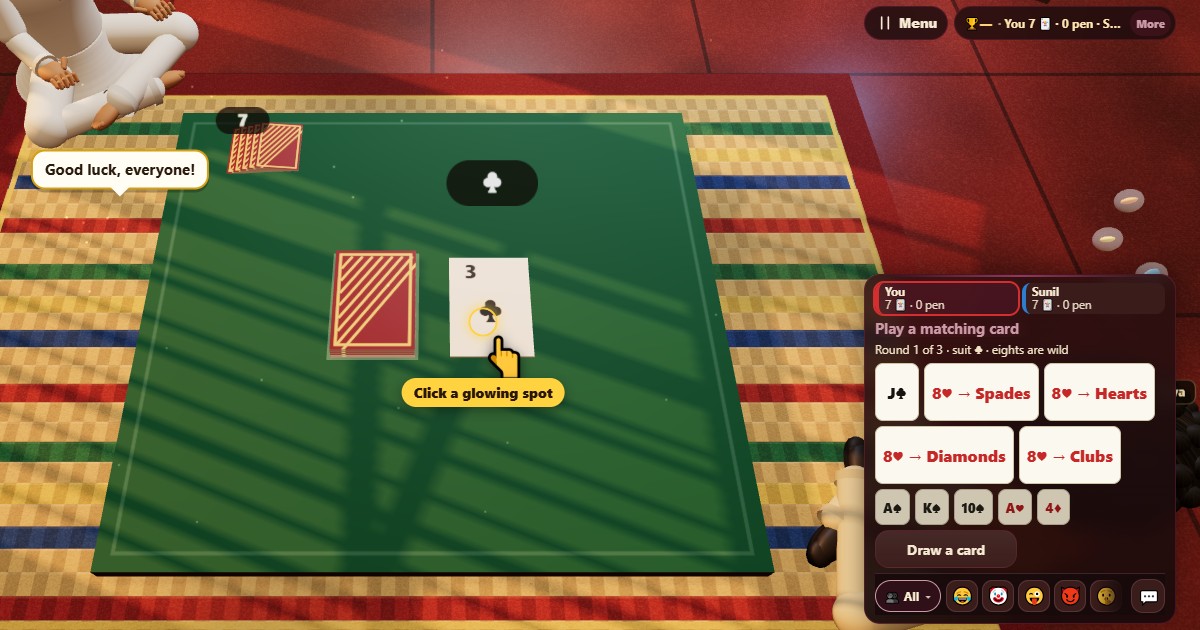 Menu
— · You 7 🃏 · 0 pen · S...
More
7
Good luck, everyone!
♣
3
Click a glowing spot
You
7 🃏 · 0 pen
Sunil
7 🃏 · 0 pen
Play a matching card
Round 1 of 3 · suit ♣ · eights are wild
J♣
8♥ → Spades
8♥ → Hearts
8♥ → Diamonds
8♥ → Clubs
A♠
K♠
10♠
A♥
4♦
Draw a card
All